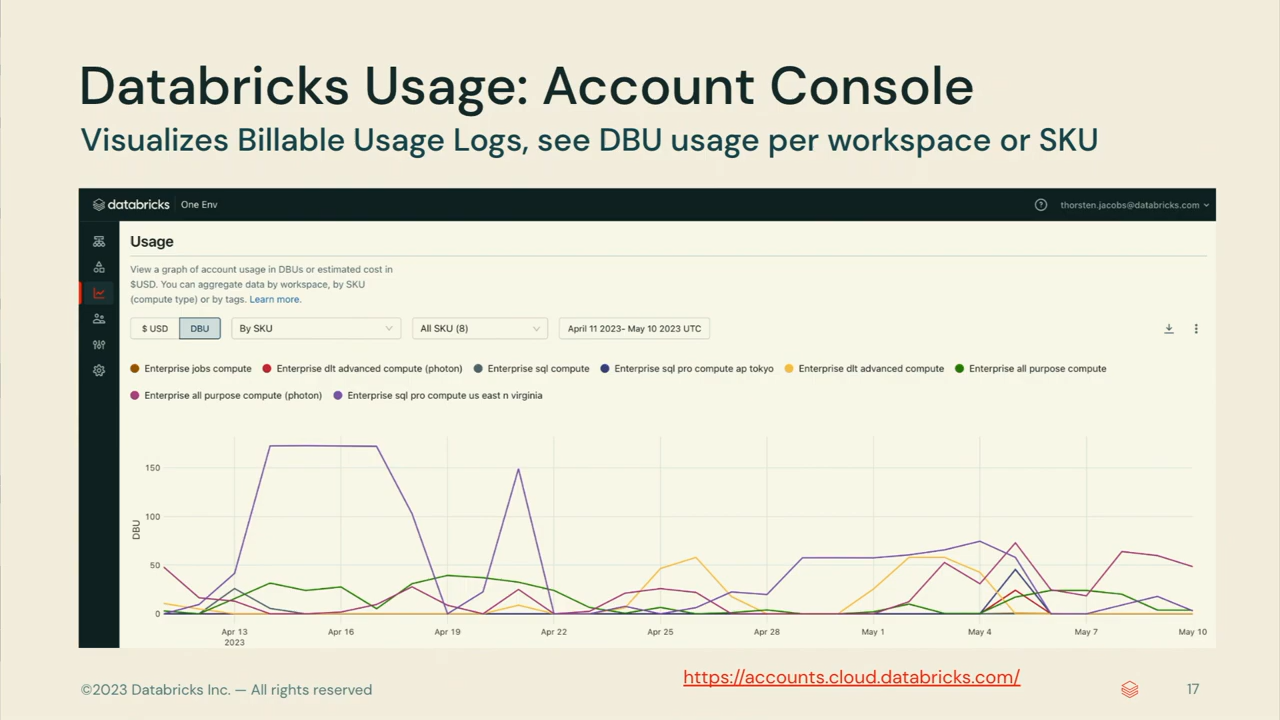 Databricks Usage: Account Console
Visualizes Billable Usage Logs, see DBU usage per workspace or SKU
databricks One Env thorsten.jacobs@databricks.com
Usage
View a graph of account usage in DBUs or estimated cost in
$USD. You can aggregate data by workspace, by SKU
(compute type) or by tags. Learn more.
$ USD DBU By SKU All SKU (8) April 11 2023- May 10 2023 UTC
Enterprise jobs compute Enterprise dlt advanced compute (photon) Enterprise sql compute Enterprise sql pro compute ap tokyo Enterprise dlt advanced compute Enterprise all purpose compute
Enterprise all purpose compute (photon) Enterprise sql pro compute us east n virginia
150
100
DBU
50
0
Apr 13 Apr 16 Apr 19 Apr 22 Apr 25 Apr 28 May 1 May 4 May 7 May 10
2023
https://accounts.cloud.databricks.com/
©2023 Databricks Inc. — All rights reserved 17